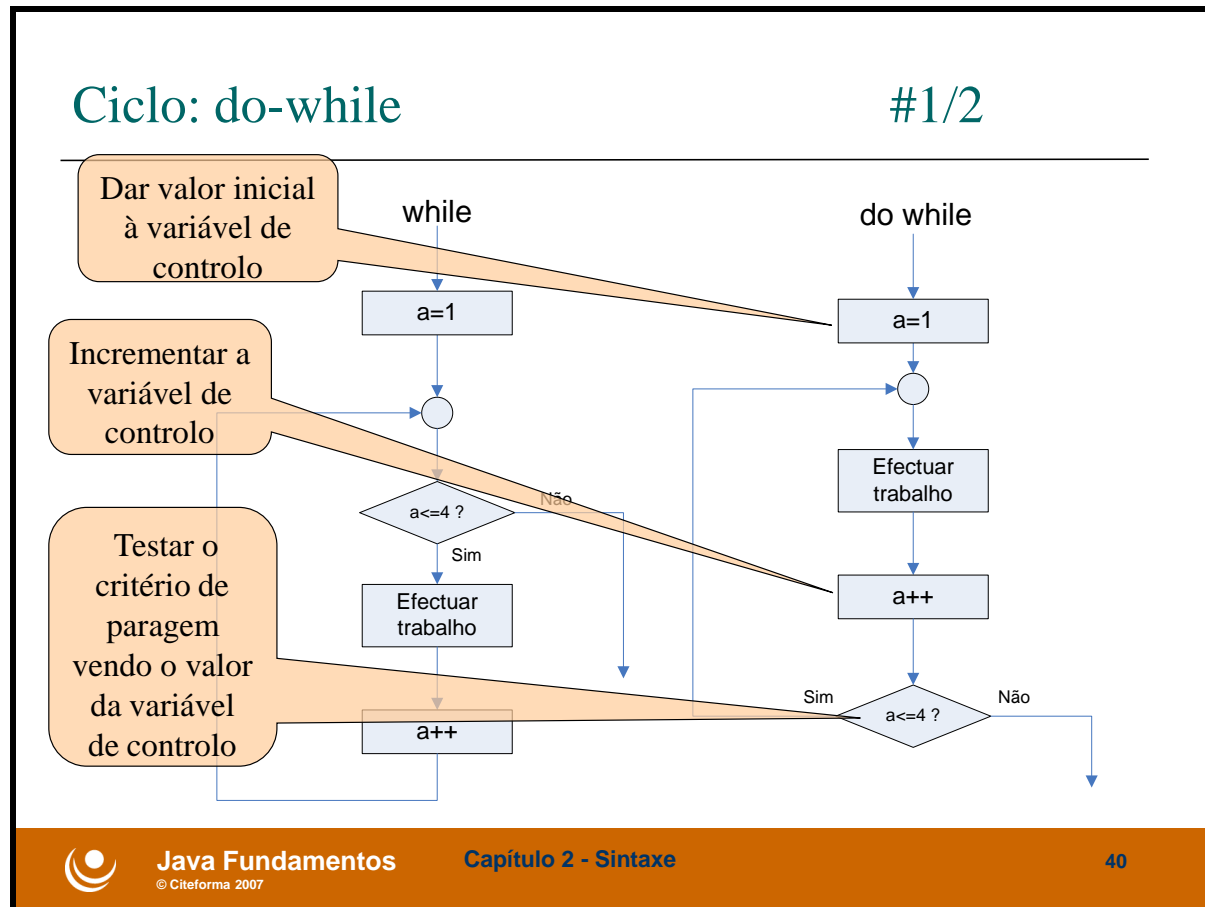 Ciclo: do-while #1/2
Dar valor inicial
à variável de
controlo
while
do while
a=1
a=1
Incrementar a
variável de
controlo
Efectuar
trabalho
a<=4 ?
Não
Sim
Testar o
critério de
paragem
vendo o valor
da variável
de controlo
Efectuar
trabalho
a++
a++
Sim
a<=4 ?
Não
Java Fundamentos
© Citeforma 2007
Capítulo 2 - Sintaxe
40